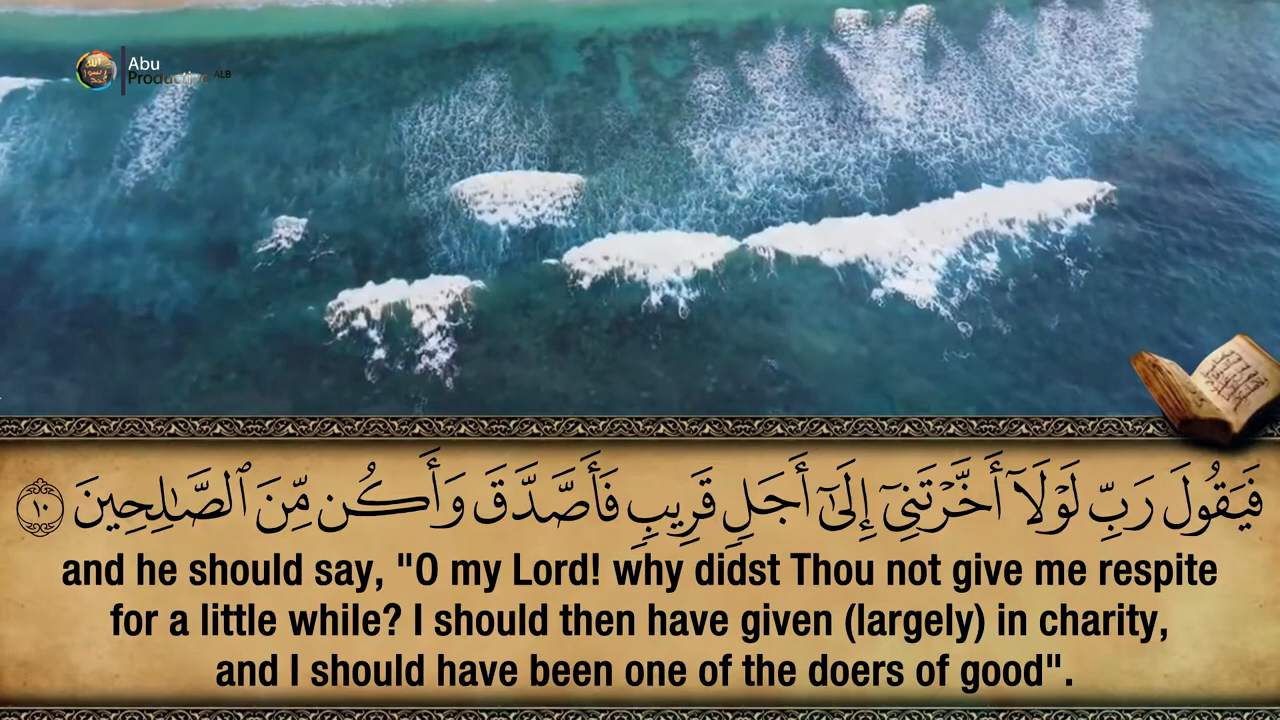 Abu
Productive ALB
فَيَقُولَ رَبِّ لَوْلَآ أَخَّرْتَنِىٓ إِلَىٰٓ أَجَلٍ قَرِيبٍ فَأَصَّدَّقَ وَأَكُن مِّنَ ٱلصَّـٰلِحِينَ ١٠
and he should say, "O my Lord! why didst Thou not give me respite
for a little while? I should then have given (largely) in charity,
and I should have been one of the doers of good".